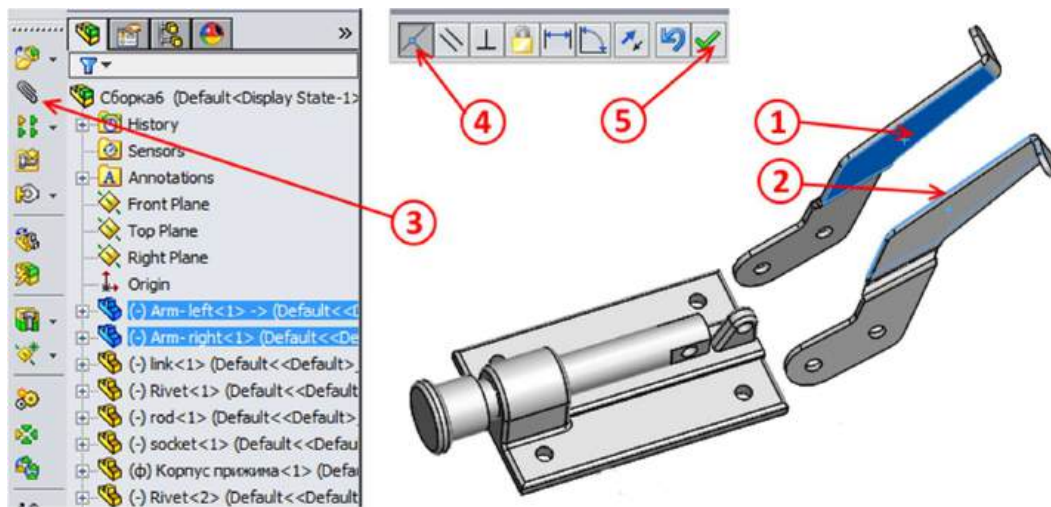 »
Сборка6 (Default<Display State-1>
History
Sensors
A Annotations
Front Plane
Top Plane
Right Plane
Origin
(-) Arm-left<1> -> (Default<<D
(-) Arm-right<1> (Default<<De
(-) link<1> (Default<<Default>_
(-) Rivet<1> (Default<<Default
(-) rod<1> (Default<<Default>_
(-) socket<1> (Default<<Defau
(ф) Корпус прижима<1> (Defau
(-) Rivet<2> (Default<<Default
3
4
5
1
2